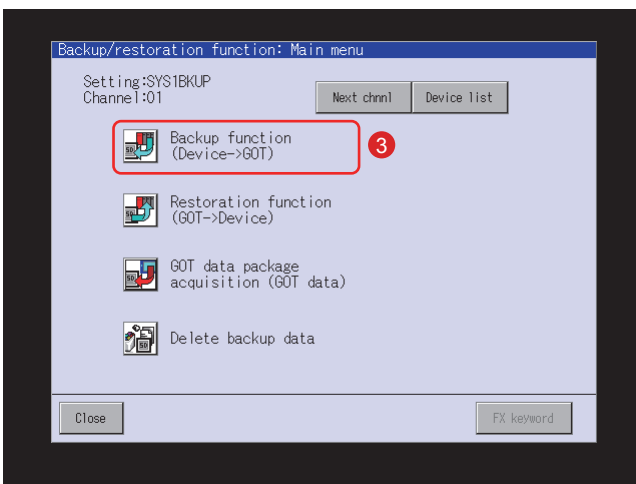 Backup/restoration function: Main menu
Setting:SYS1BKUP
Channel:01
Next chnnl
Device list
Backup function
(Device->GOT)
3
Restoration function
(GOT->Device)
GOT data package
acquisition (GOT data)
Delete backup data
Close
FX keyword